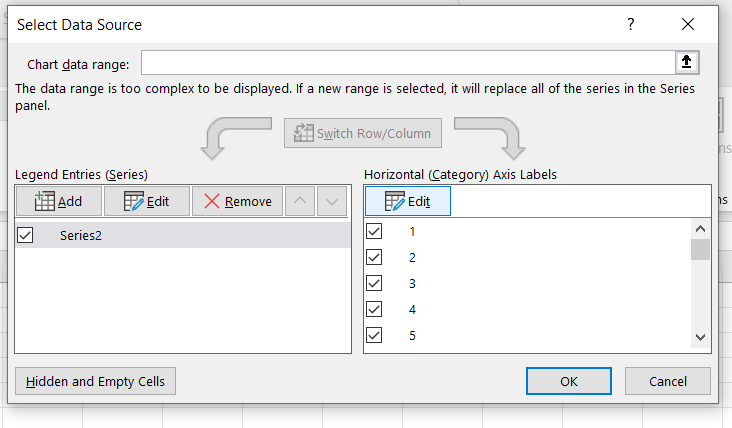 Select Data Source
?
Chart data range:
The data range is too complex to be displayed. If a new range is selected, it will replace all of the series in the Series
panel.
Switch Row/Column
Legend Entries (Series)
Add
Edit
Remove
Series2
Horizontal (Category) Axis Labels
Edit
1
2
3
4
5
Hidden and Empty Cells
OK
Cancel